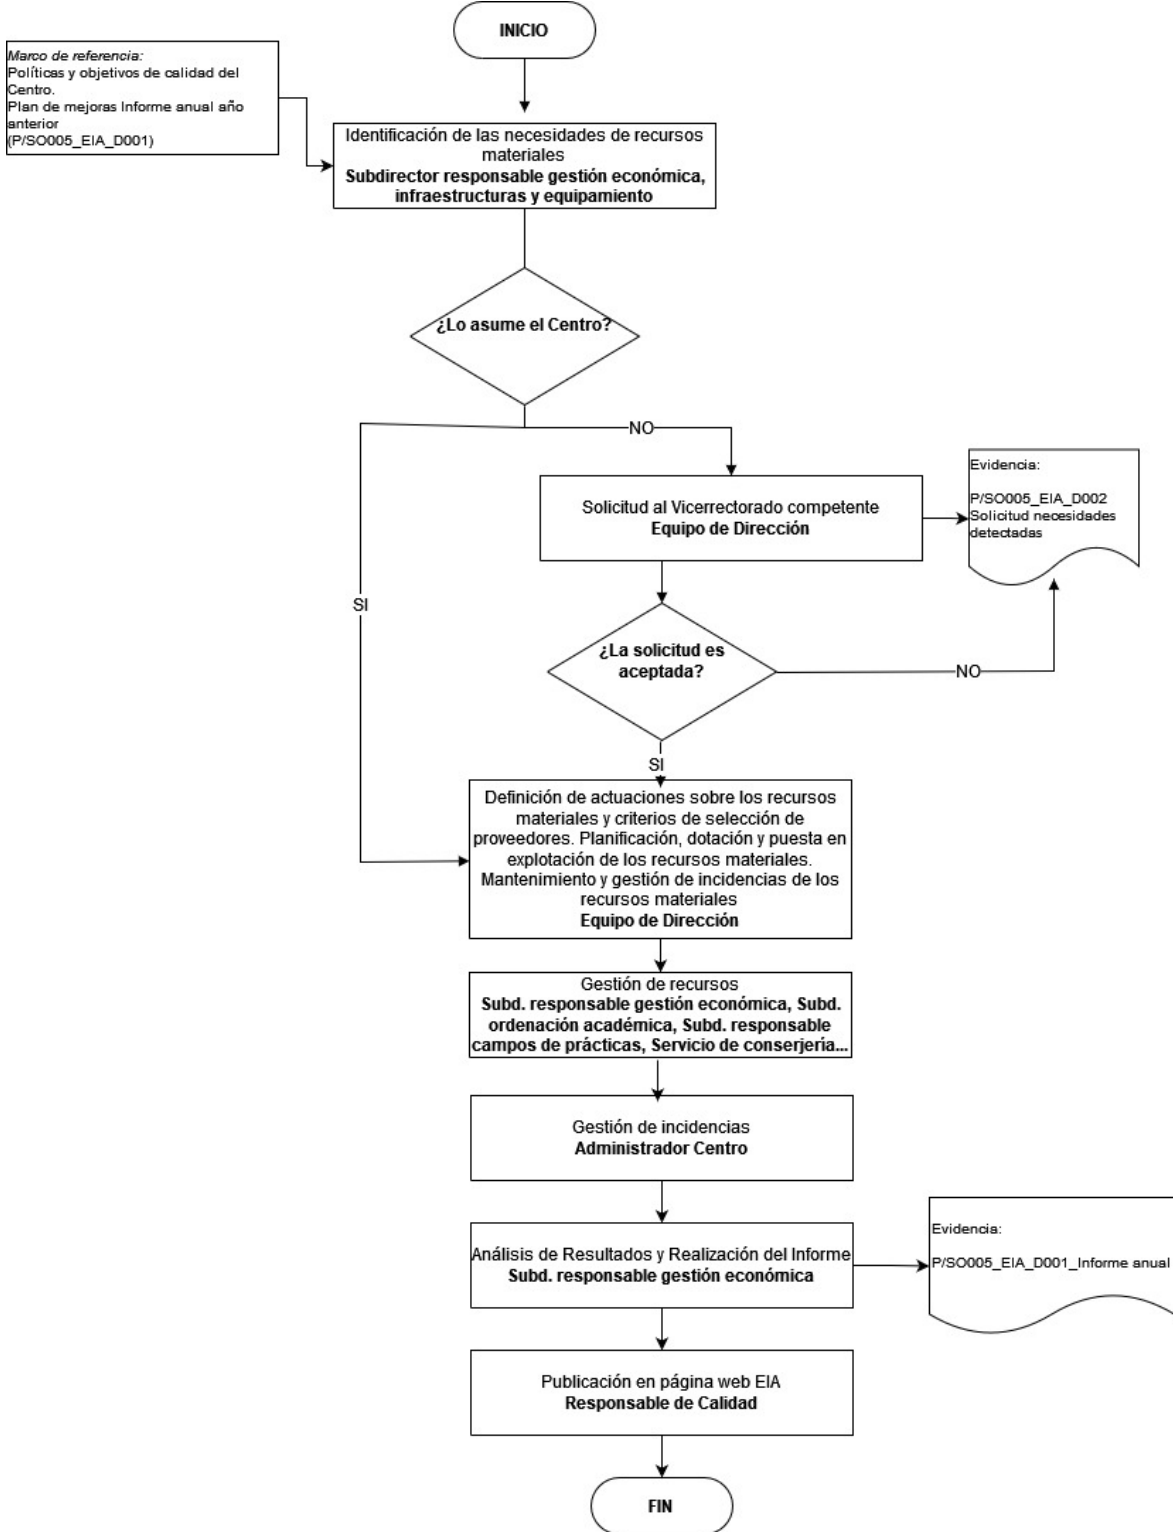 INICIO
Marco de referencia:
Políticas y objetivos de calidad del
Centro.
Plan de mejoras Informe anual año
anterior
(P/SO005_EIA_D001)
Identificación de las necesidades de recursos
materiales
Subdirector responsable gestión económica,
infraestructuras y equipamiento
¿Lo asume el Centro?
NO
Solicitud al Vicerrectorado competente
Equipo de Dirección
Evidencia:
P/SO005_EIA_D002
Solicitud necesidades
detectadas
SI
¿La solicitud es
aceptada?
NO
SI
Definición de actuaciones sobre los recursos
materiales y criterios de selección de
proveedores. Planificación, dotación y puesta en
explotación de los recursos materiales.
Mantenimiento y gestión de incidencias de los
recursos materiales
Equipo de Dirección
Gestión de recursos
Subd. responsable gestión económica, Subd.
ordenación académica, Subd. responsable
campos de prácticas, Servicio de conserjería...
Gestión de incidencias
Administrador Centro
Análisis de Resultados y Realización del Informe
Subd. responsable gestión económica
Evidencia:
P/SO005_EIA_D001_Informe anual
Publicación en página web EIA
Responsable de Calidad
FIN